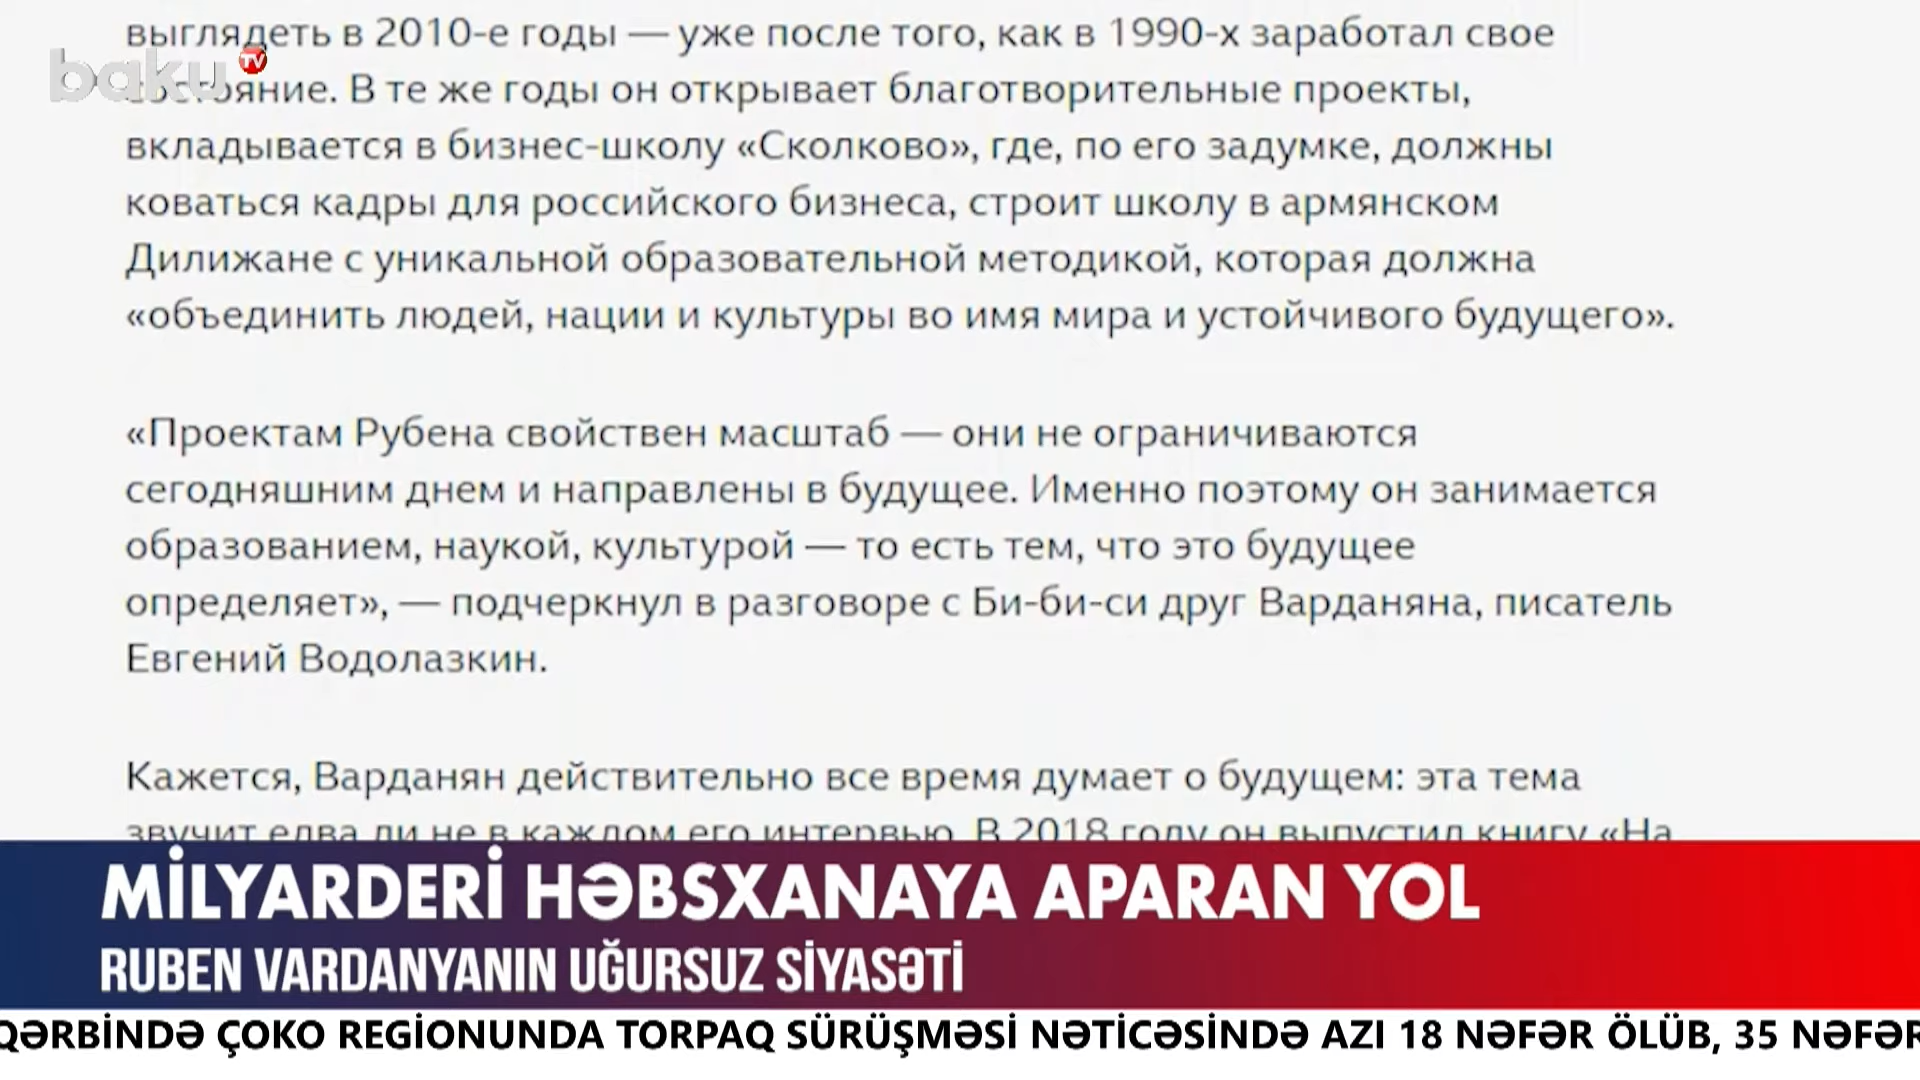 выглядеть в 2010-е годы — уже после того, как в 1990-х заработал свое
baku TV
состояние. В те же годы он открывает благотворительные проекты,
вкладывается в бизнес-школу «Сколково», где, по его задумке, должны
коваться кадры для российского бизнеса, строит школу в армянском
Дилижане с уникальной образовательной методикой, которая должна
«объединить людей, нации и культуры во имя мира и устойчивого будущего».
«Проектам Рубена свойствен масштаб — они не ограничиваются
сегодняшним днем и направлены в будущее. Именно поэтому он занимается
образованием, наукой, культурой — то есть тем, что это будущее
определяет», — подчеркнул в разговоре с Би-би-си друг Варданяна, писатель
Евгений Водолазкин.
Кажется, Варданян действительно все время думает о будущем: эта тема
звучит едва ли не в каждом его интервью. В 2018 году он выпустил книгу «На
MİLYARDERİ HƏBSXANAYA APARAN YOL
RUBEN VARDANYANIN UĞURSUZ SİYASƏTİ
QƏRBİNDƏ ÇOKO REGİONUNDA TORPAQ SÜRÜŞMƏSİ NƏTİCƏSİNDƏ AZI 18 NƏFƏR ÖLÜB, 35 NƏFƏR